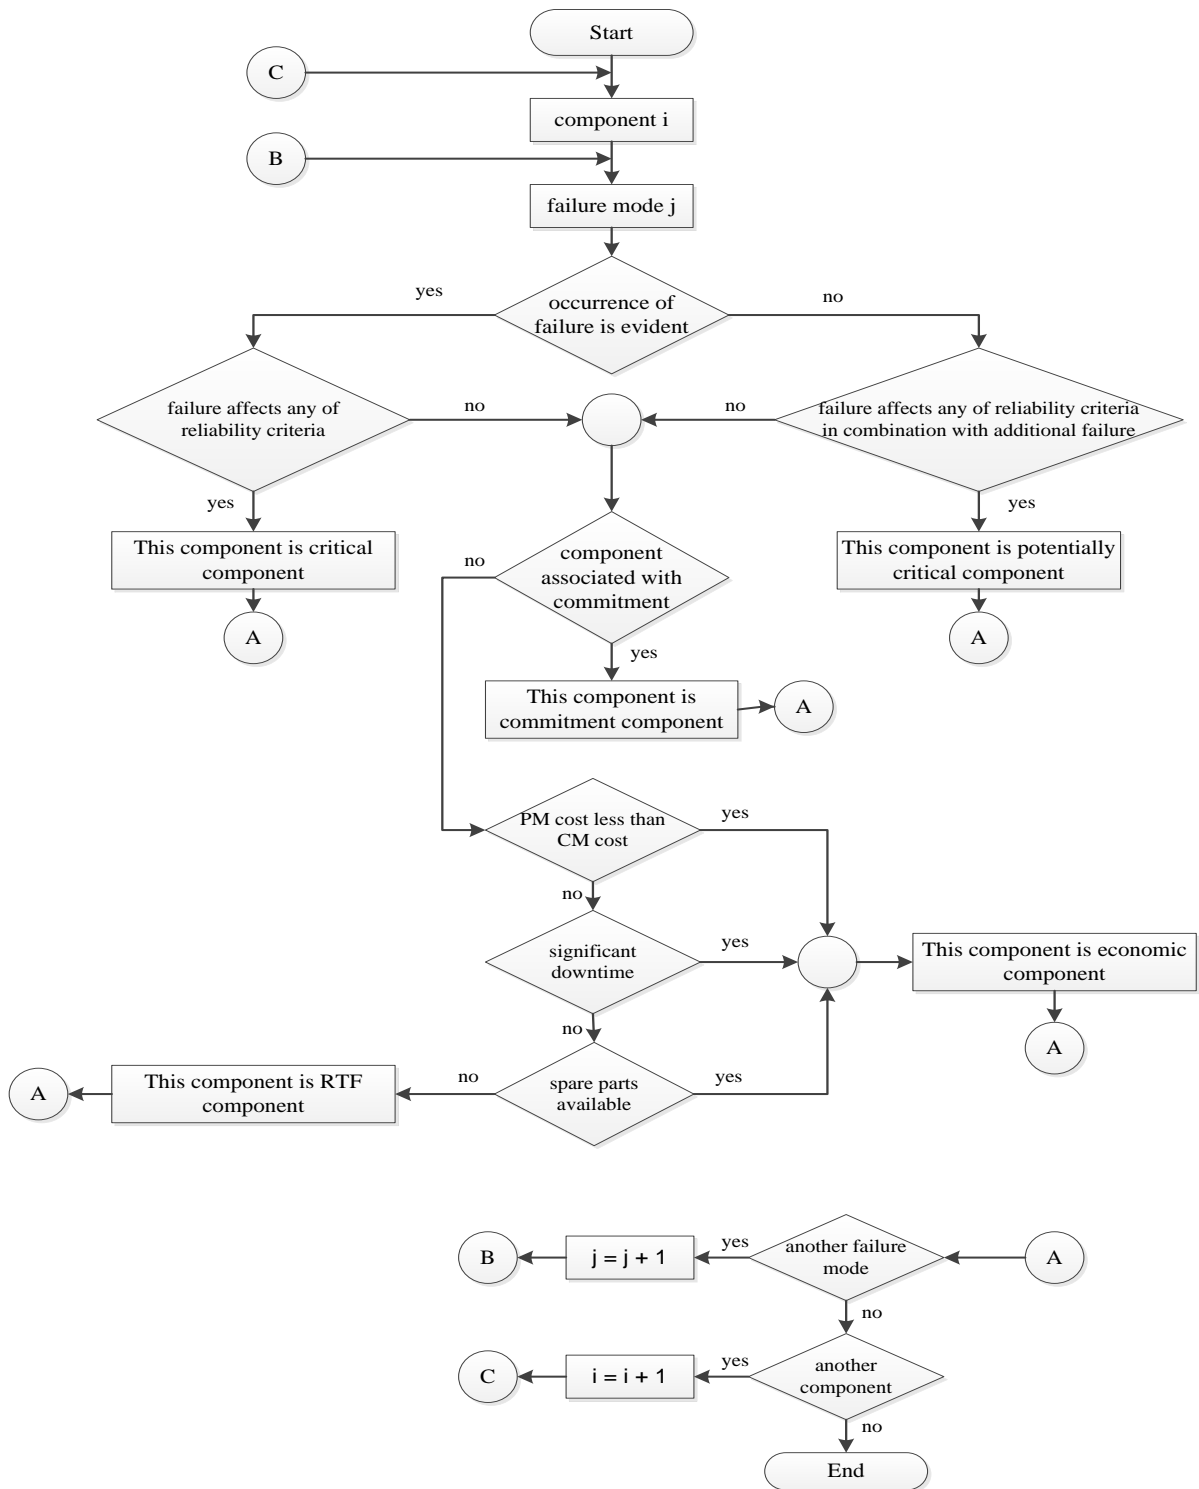 Start
C
component i
B
failure mode j
yes
occurrence of
failure is evident
no
failure affects any of
reliability criteria
no
no
failure affects any of reliability criteria
in combination with additional failure
yes
yes
This component is critical
component
no
component
associated with
commitment
This component is potentially
critical component
A
A
yes
This component is
commitment component
A
PM cost less than
CM cost
yes
no
significant
downtime
yes
This component is economic
component
no
A
A
This component is RTF
component
no
spare parts
available
yes
B
j = j + 1
yes
another failure
mode
A
no
C
i = i + 1
yes
another
component
no
End